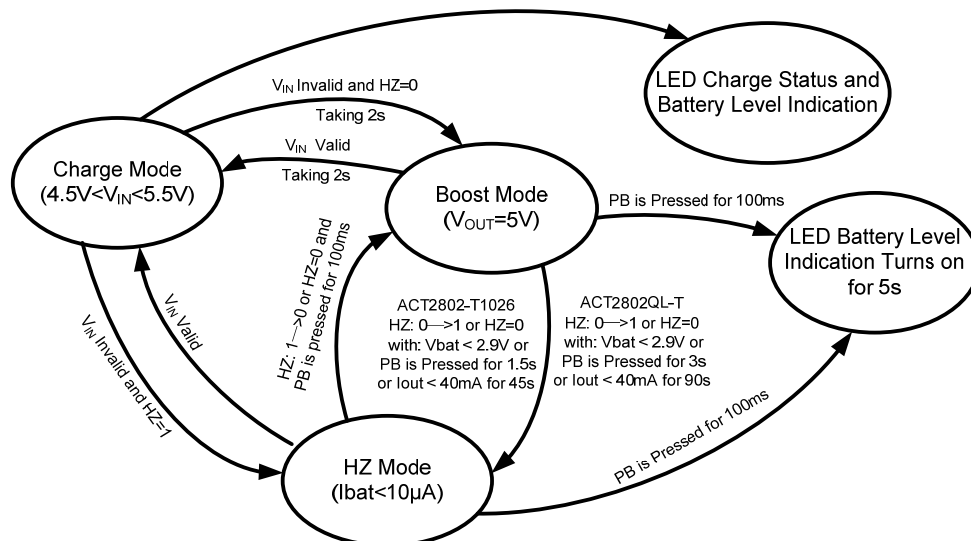 LED Charge Status and
Battery Level Indication
V_IN Invalid and HZ=0
Taking 2s
V_IN Valid
Taking 2s
Charge Mode
(4.5V<V_IN<5.5V)
Boost Mode
(V_OUT=5V)
PB is Pressed for 100ms
LED Battery Level
Indication Turns on
for 5s
HZ: 1—>0 or HZ=0 and
PB is pressed for 100ms
ACT2802-T1026
HZ: 0—>1 or HZ=0
with: Vbat < 2.9V or
PB is Pressed for 1.5s
or Iout < 40mA for 45s
ACT2802QL-T
HZ: 0—>1 or HZ=0
with: Vbat < 2.9V or
PB is Pressed for 3s
or Iout < 40mA for 90s
V_IN Valid
V_IN Invalid and HZ=1
HZ Mode
(Ibat<10µA)
PB is Pressed for 100ms